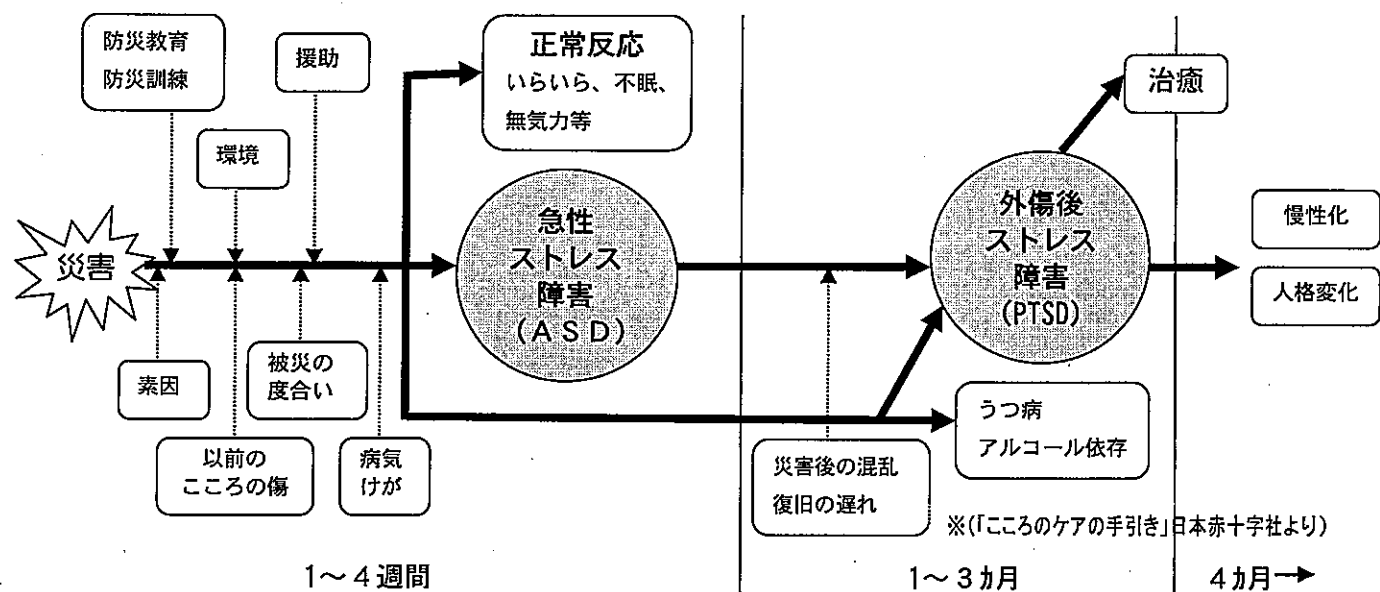 防災教育
防災訓練
援助
環境
災害
素因
以前の
こころの傷
被災の
度合い
病気
けが
正常反応
いらいら、不眠、
無気力等
急性
ストレス
障害
（ＡＳＤ）
災害後の混乱
復旧の遅れ
外傷後
ストレス
障害
(PTSD)
治癒
うつ病
アルコール依存
慢性化
人格変化
※(｢こころのケアの手引き｣日本赤十字社より)
１～４週間
１～３カ月
４カ月→